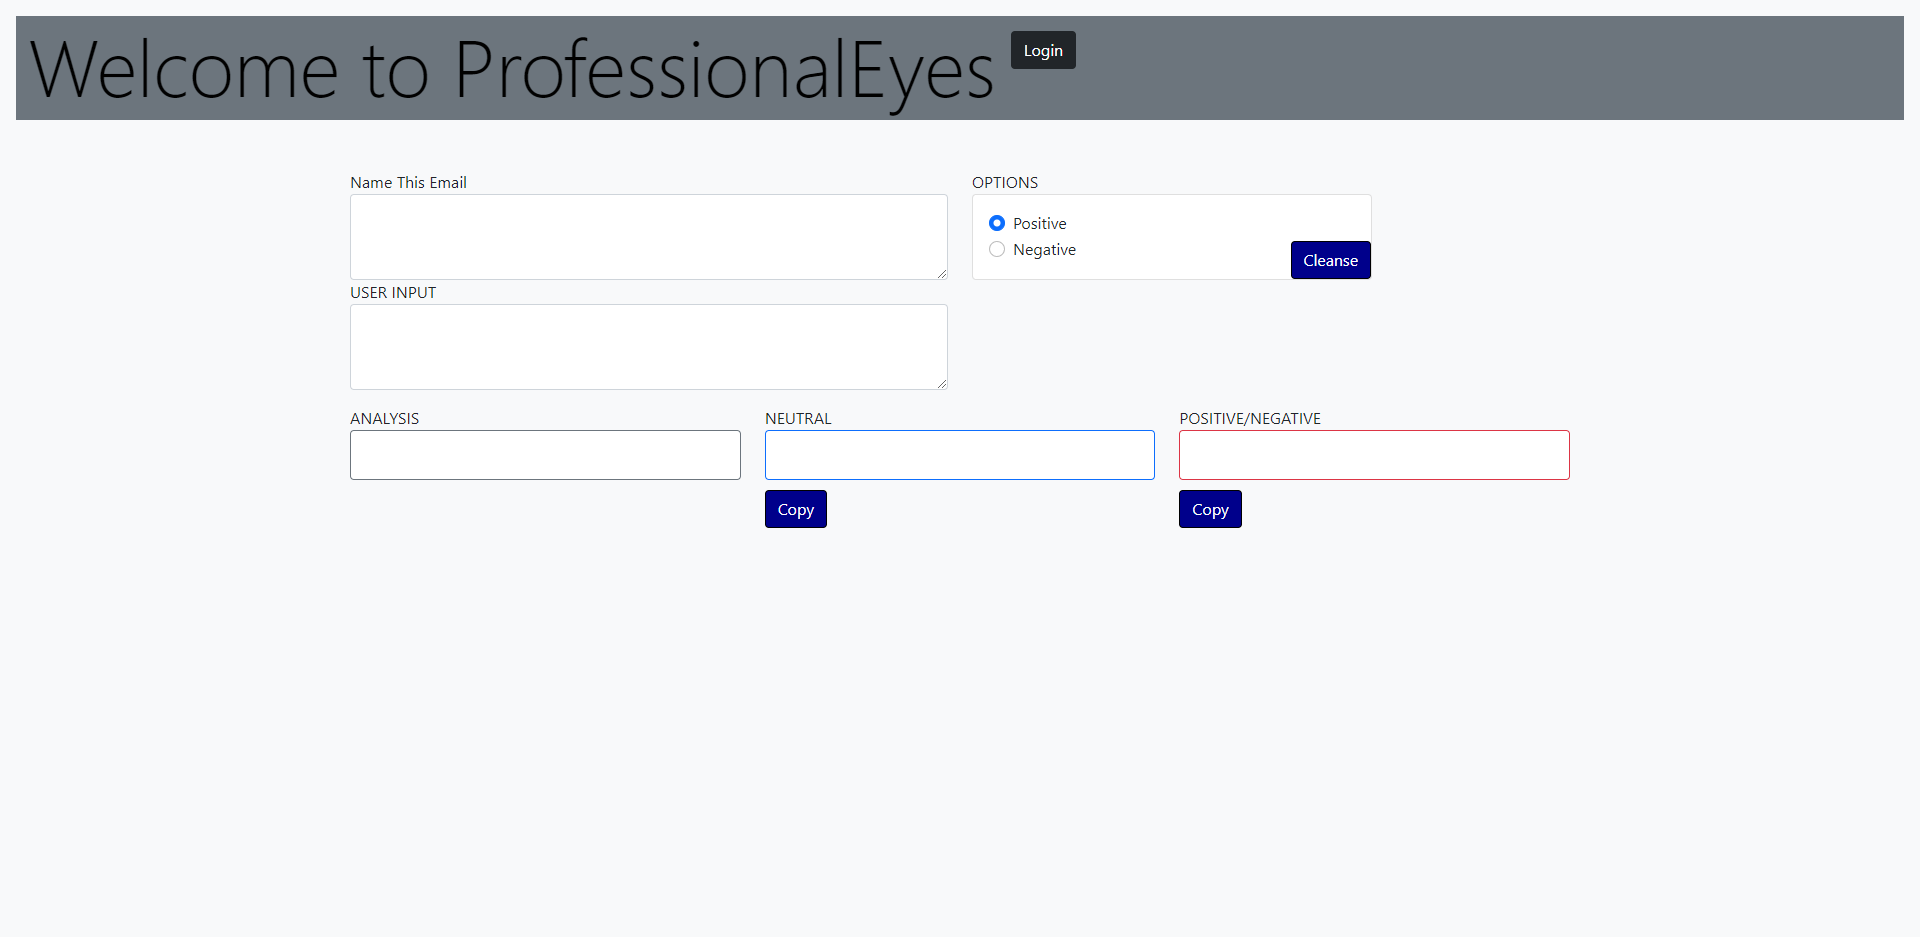 Welcome to ProfessionalEyes
Login
Name This Email
OPTIONS
Positive
Negative
Cleanse
USER INPUT
ANALYSIS
NEUTRAL
POSITIVE/NEGATIVE
Copy
Copy